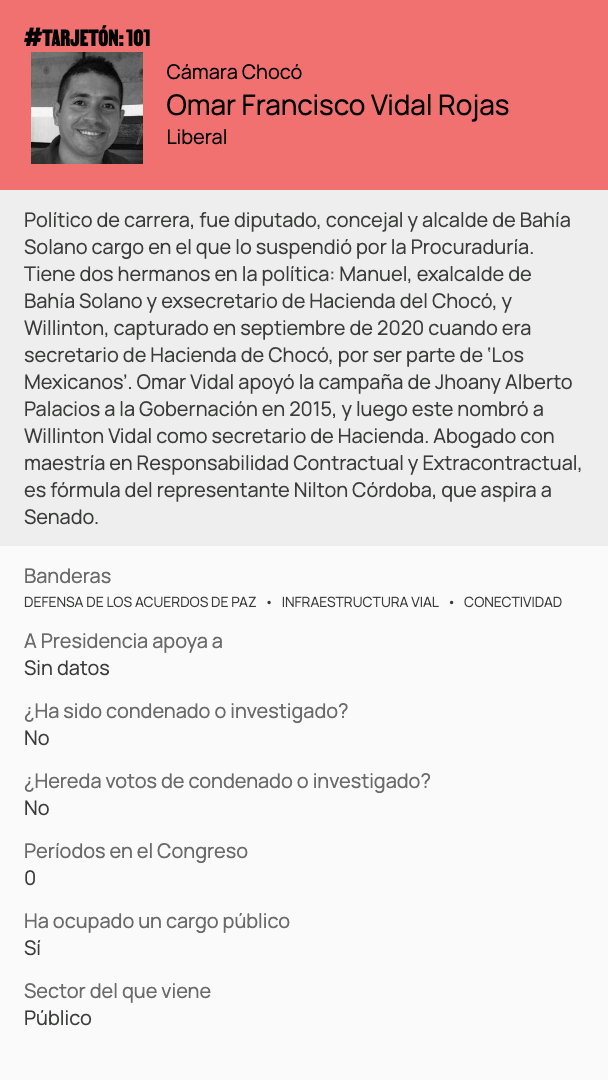 #TARJETÓN: 101
Cámara Chocó
Omar Francisco Vidal Rojas
Liberal
Político de carrera, fue diputado, concejal y alcalde de Bahía
Solano cargo en el que lo suspendió por la Procuraduría.
Tiene dos hermanos en la política: Manuel, exalcalde de
Bahía Solano y exsecretario de Hacienda del Chocó, y
Willinton, capturado en septiembre de 2020 cuando era
secretario de Hacienda de Chocó, por ser parte de ‘Los
Mexicanos’. Omar Vidal apoyó la campaña de Jhoany Alberto
Palacios a la Gobernación en 2015, y luego este nombró a
Willinton Vidal como secretario de Hacienda. Abogado con
maestría en Responsabilidad Contractual y Extracontractual,
es fórmula del representante Nilton Córdoba, que aspira a
Senado.
Banderas
DEFENSA DE LOS ACUERDOS DE PAZ • INFRAESTRUCTURA VIAL • CONECTIVIDAD
A Presidencia apoya a
Sin datos
¿Ha sido condenado o investigado?
No
¿Hereda votos de condenado o investigado?
No
Períodos en el Congreso
0
Ha ocupado un cargo público
Sí
Sector del que viene
Público